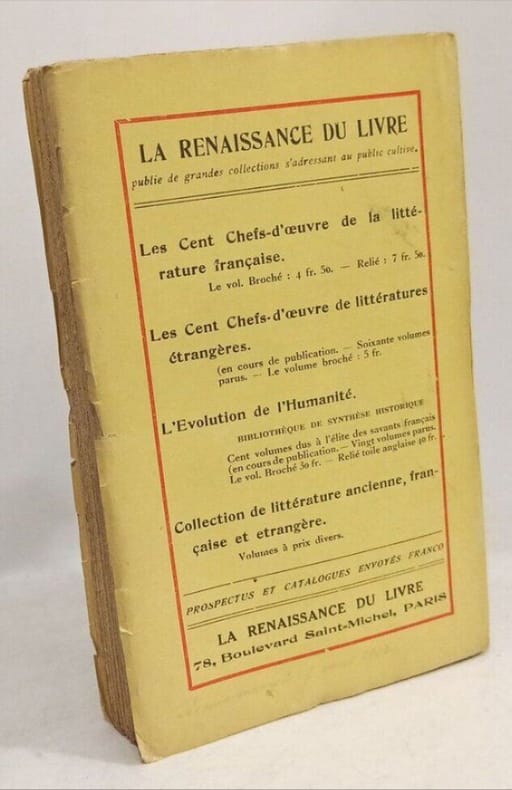 LA RENAISSANCE DU LIVRE
publie de grandes collections s'adressant au public cultivé.
Les Cent Chefs-d'œuvre de la litté-
rature française.
Le vol. Broché : 4 fr. 50. — Relié : 7 fr. 50.
Les Cent Chefs-d'œuvre de littératures
étrangères.
(en cours de publication. — Soixante volumes
parus. — Le volume broché : 5 fr.
L'Evolution de l'Humanité.
BIBLIOTHÈQUE DE SYNTHÈSE HISTORIQUE
Cent volumes dus à l'élite des savants français
(en cours de publication. — Vingt volumes parus.
Le vol. Broché 30 fr. — Relié toile anglaise 40 fr.
Collection de littérature ancienne, fran-
çaise et etrangère.
Volumes à prix divers.
PROSPECTUS ET CATALOGUES ENVOYÉS FRANCO
LA RENAISSANCE DU LIVRE
78, Boulevard Saint-Michel, PARIS